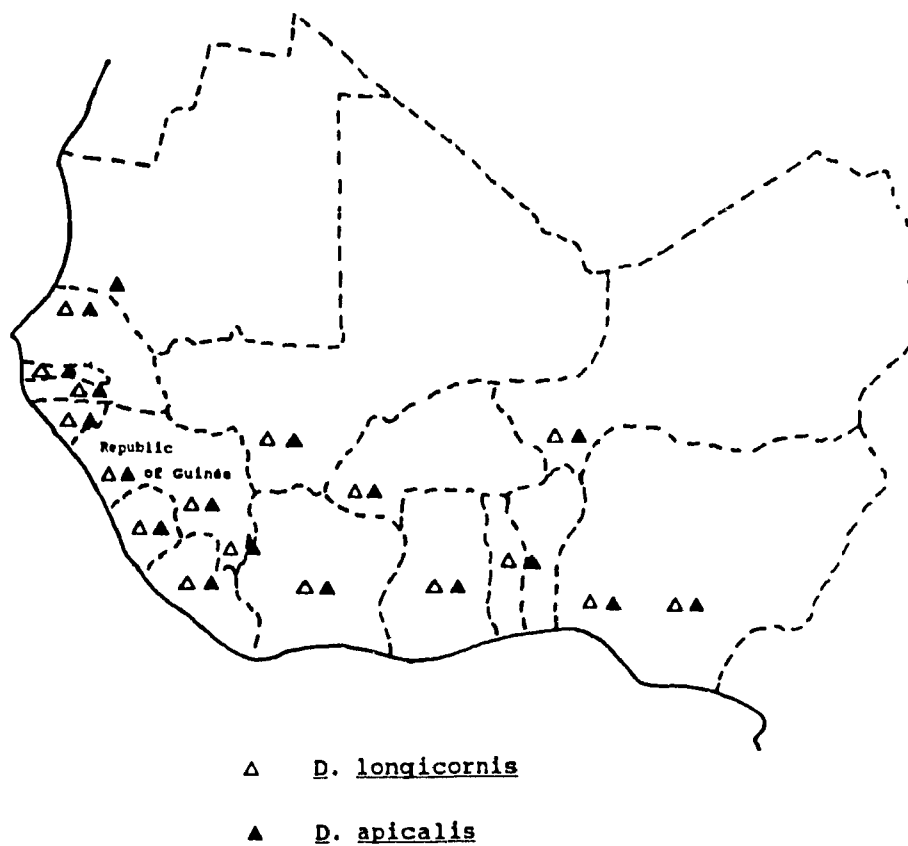 Republic
of Guinée
△ D. longicornis
▲ D. apicalis